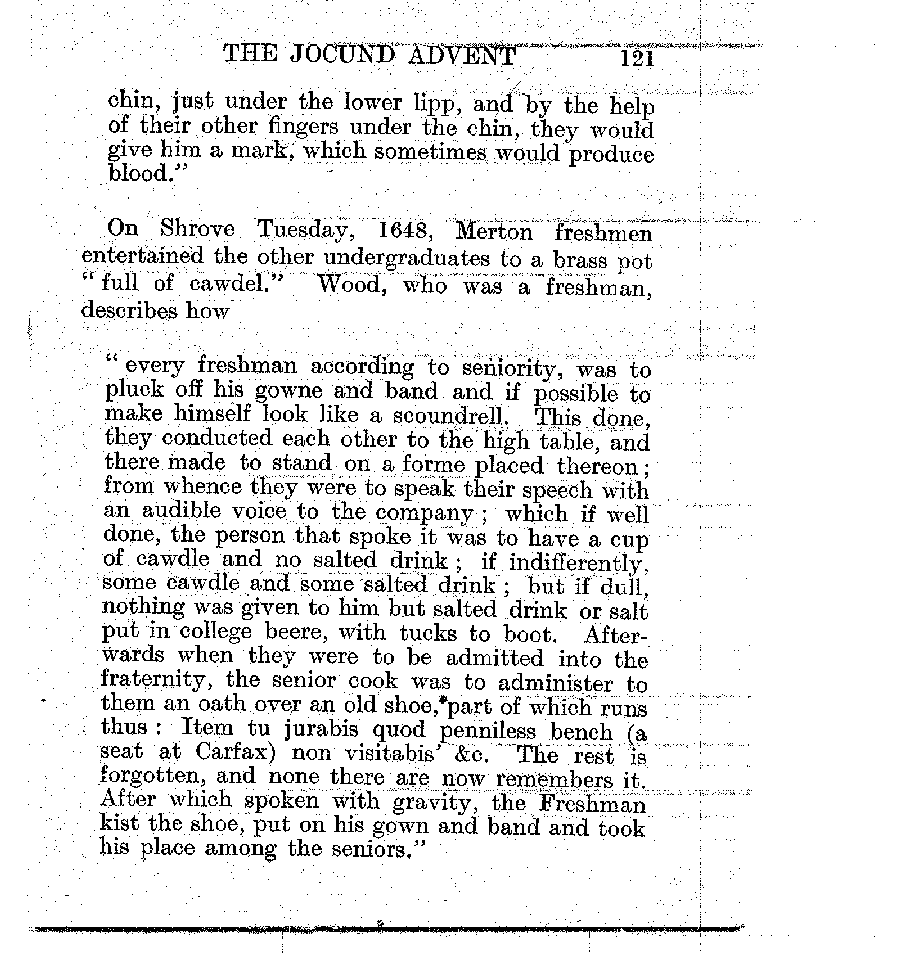 THE JOCUND ADVENT 121
chin, just under the lower lipp, and by the help
of their other fingers under the chin, they would
give him a mark, which sometimes would produce
blood.”
On Shrove Tuesday, 1648, Merton freshmen
entertained the other undergraduates to a brass pot
“ full of cawdel.” Wood, who was a freshman,
describes how
“ every freshman according to seniority, was to
pluck off his gowne and band and if possible to
make himself look like a scoundrell. This done,
they conducted each other to the high table, and
there made to stand on a forme placed thereon ;
from whence they were to speak their speech with
an audible voice to the company ; which if well
done, the person that spoke it was to have a cup
of cawdle and no salted drink ; if indifferently,
some cawdle and some salted drink ; but if dull,
nothing was given to him but salted drink or salt
put in college beere, with tucks to boot. After-
wards when they were to be admitted into the
fraternity, the senior cook was to administer to
them an oath over an old shoe, part of which runs
thus : Item tu jurabis quod penniless bench (a
seat at Carfax) non visitabis’ &c. The rest is
forgotten, and none there are now remembers it.
After which spoken with gravity, the Freshman
kist the shoe, put on his gown and band and took
his place among the seniors.”